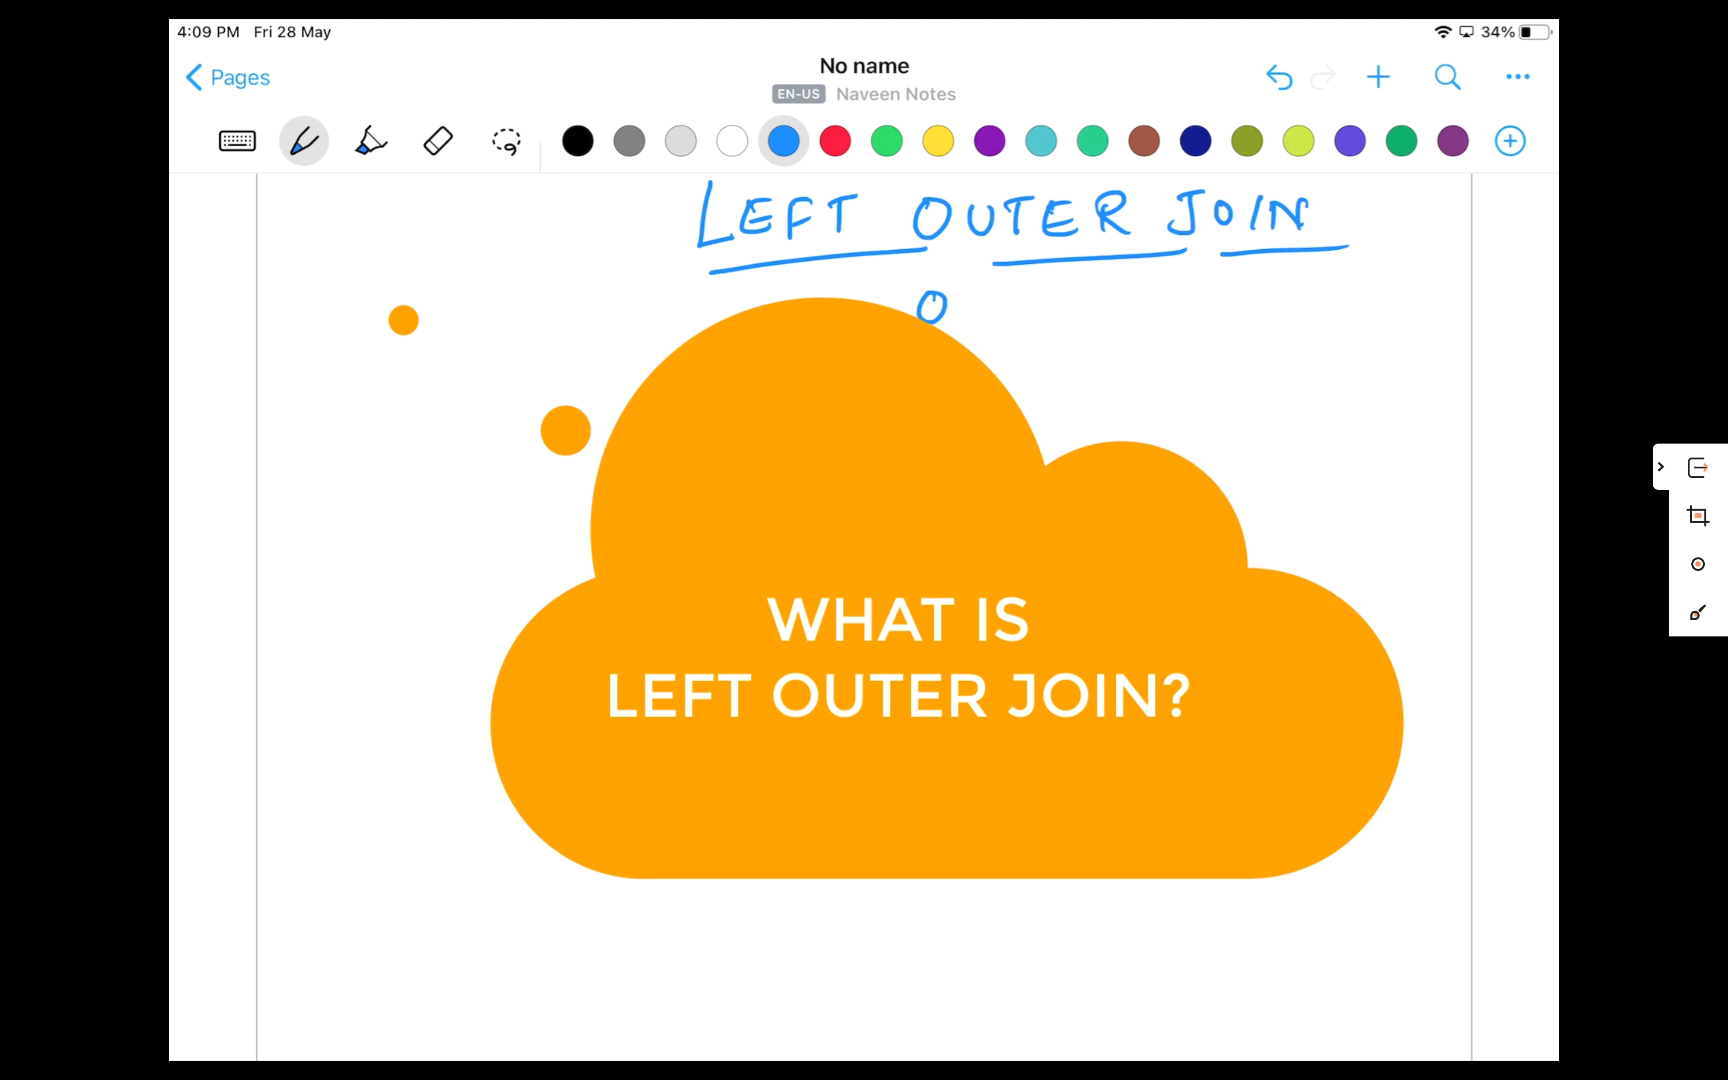 4:09 PM Fri 28 May
34%
Pages
No name
EN-US Naveen Notes
LEFT OUTER JOIN
O
WHAT IS
LEFT OUTER JOIN?